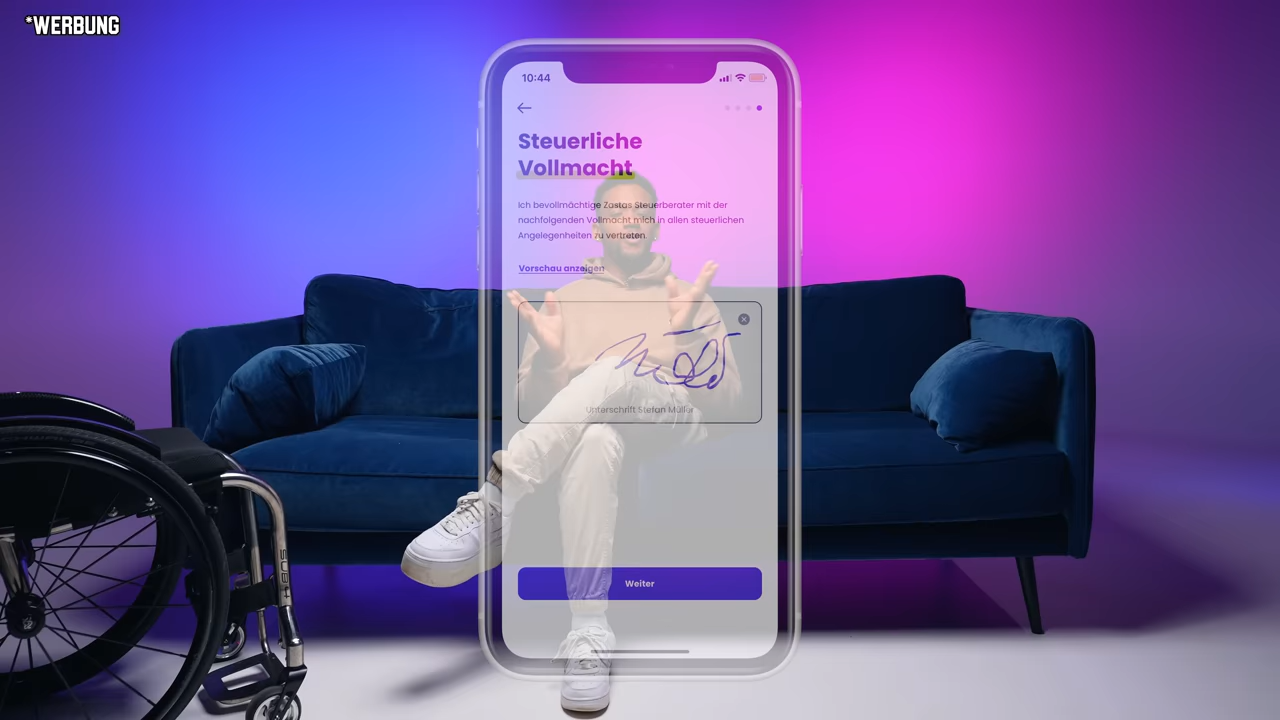 *WERBUNG
10:44
Steuerliche
Vollmacht
Ich bevollmächtige Zastas Steuerberater mit der
nachfolgenden Vollmacht mich in allen steuerlichen
Angelegenheiten zu vertreten.
Vorschau anzeigen
Unterschrift Stefan Müller
Weiter